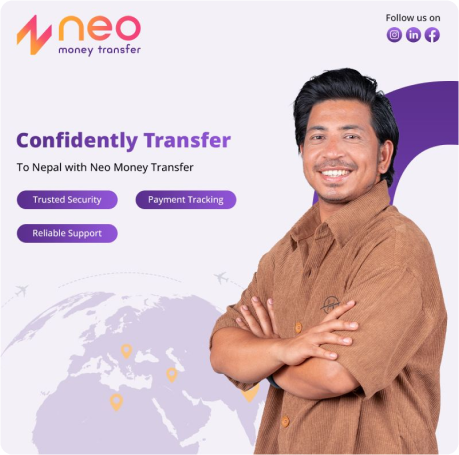 neo
money transfer
Follow us on
Confidently Transfer
To Nepal with Neo Money Transfer
Trusted Security
Payment Tracking
Reliable Support